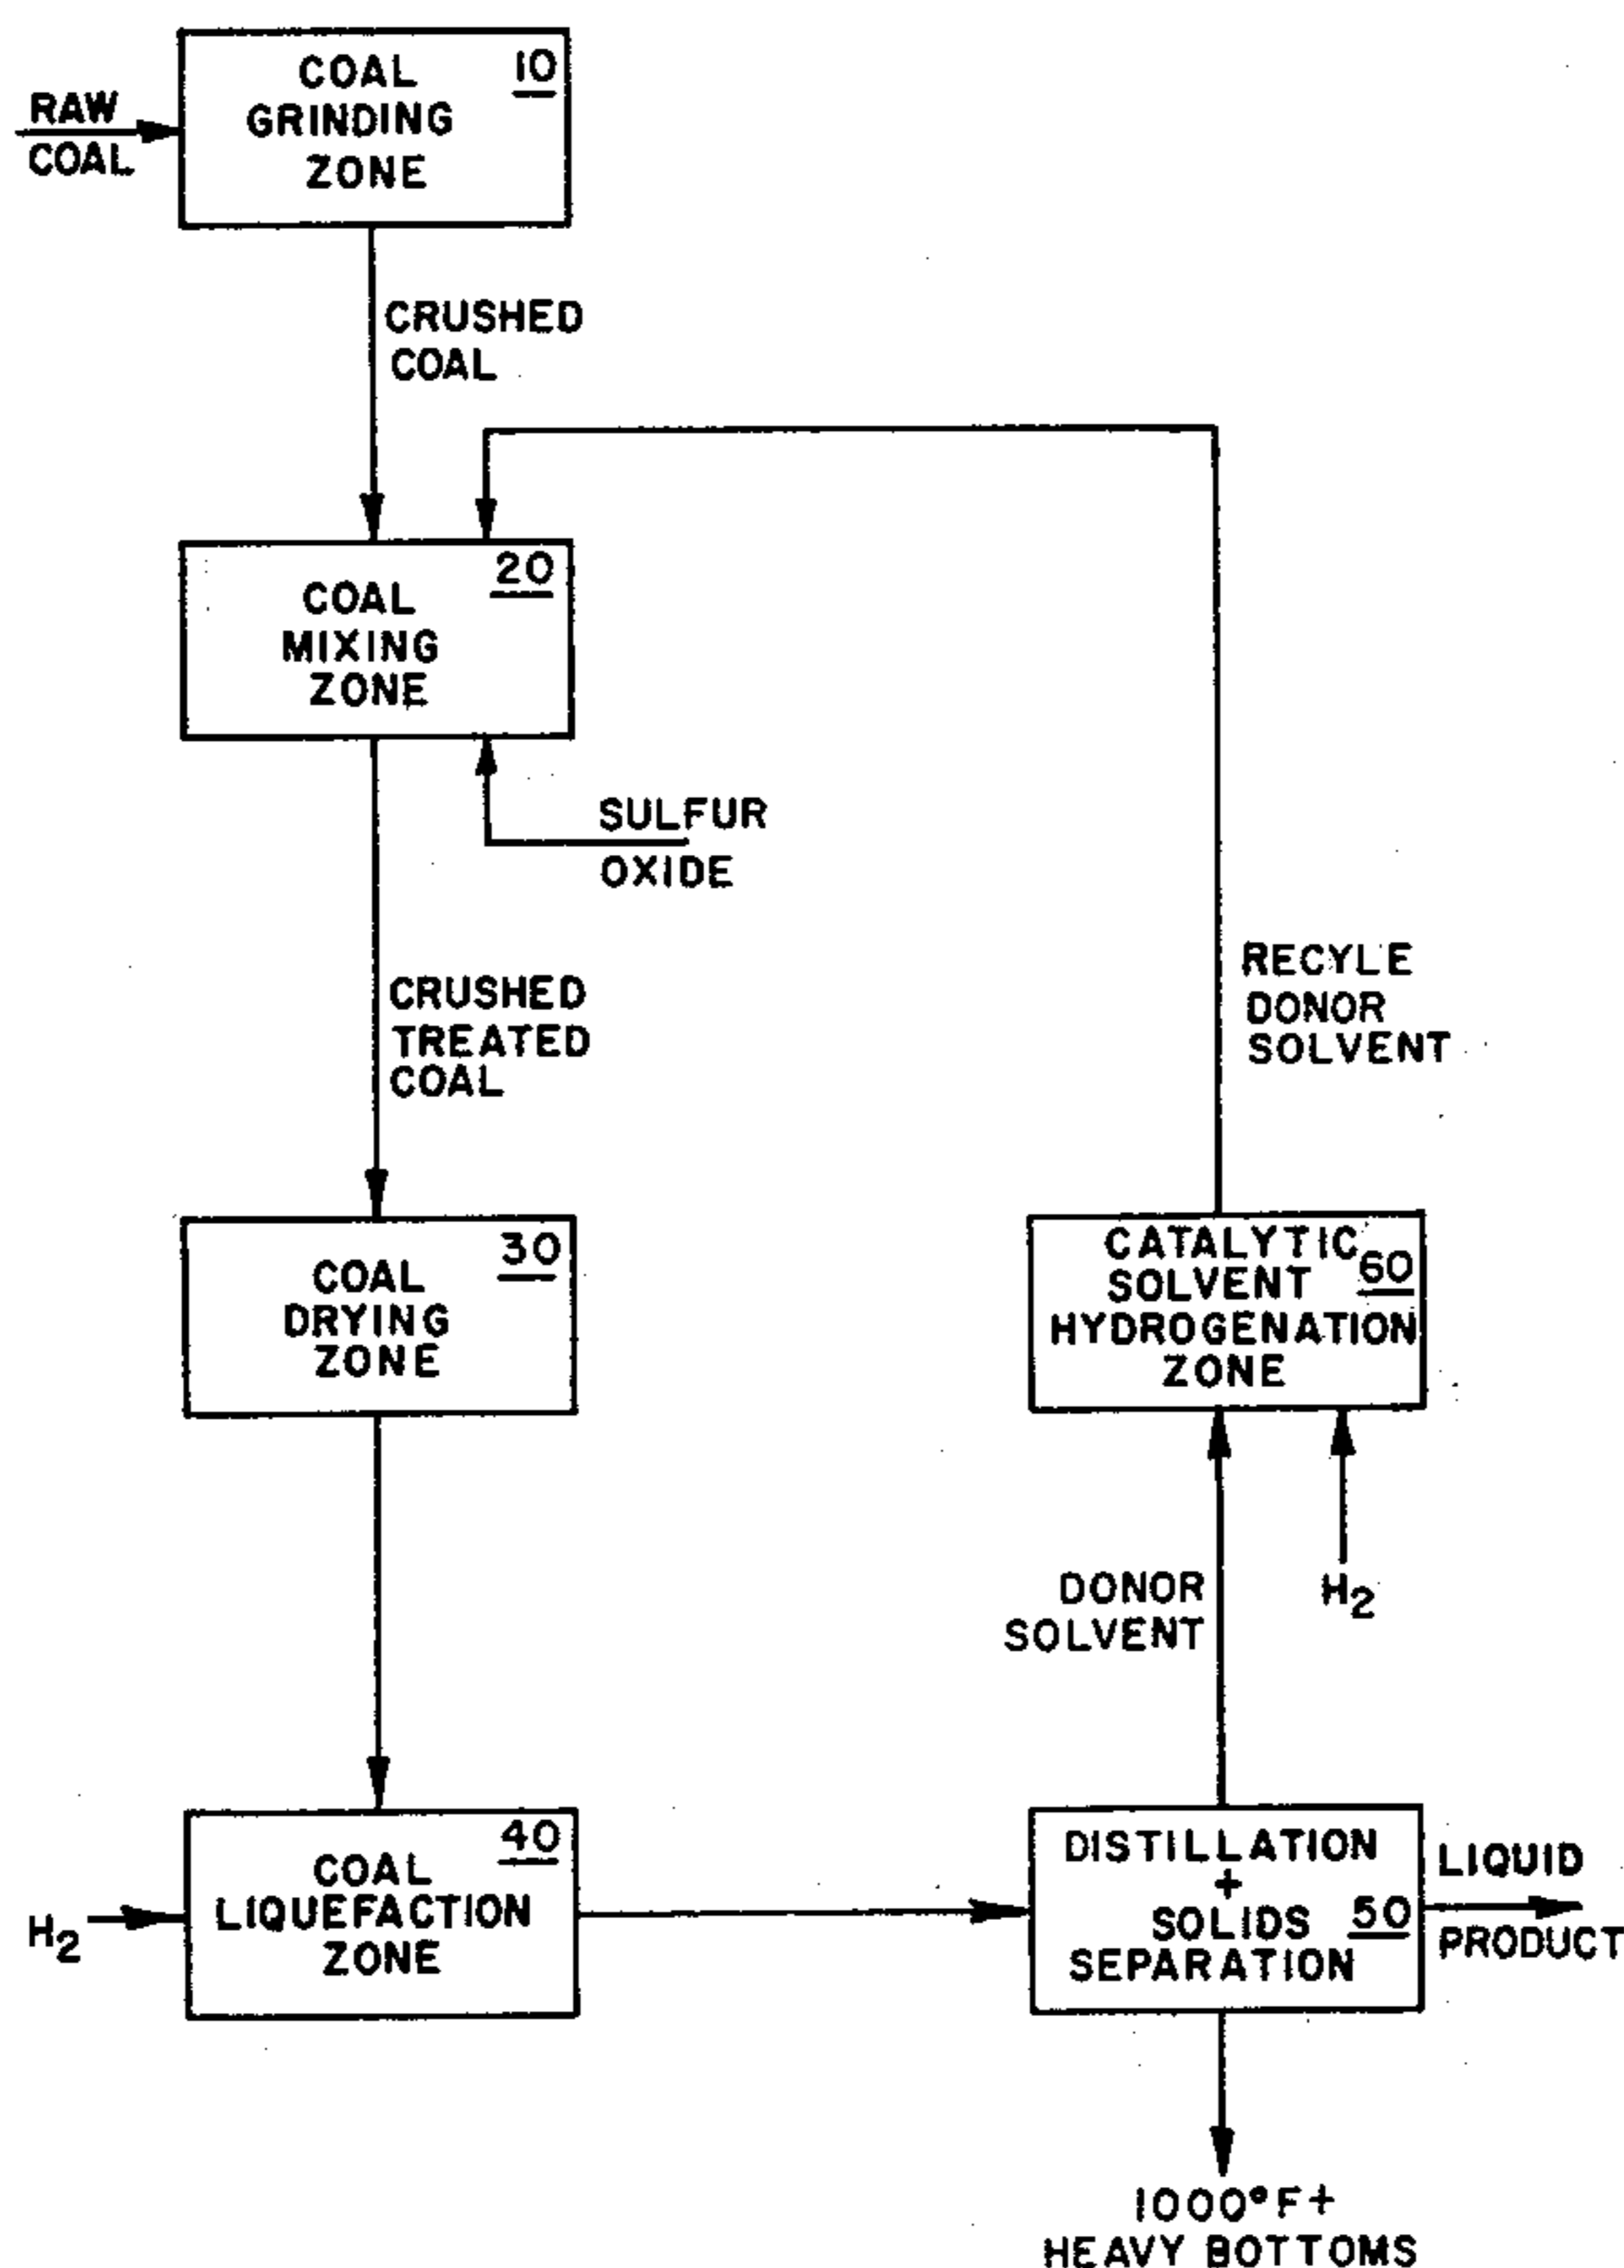 COAL
10
GRINDING
ZONE
RAW
COAL
CRUSHED
COAL
20
COAL
MIXING
ZONE
SULFUR
OXIDE
CRUSHED
TREATED
COAL
RECYLE
DONOR
SOLVENT
30
COAL
DRYING
ZONE
CATALYTIC
SOLVENT
60
HYDROGENATION
ZONE
DONOR
SOLVENT
H2
40
COAL
LIQUEFACTION
ZONE
H2
DISTILLATION
+
SOLIDS
50
SEPARATION
LIQUID
PRODUCT
1000°F+
HEAVY BOTTOMS